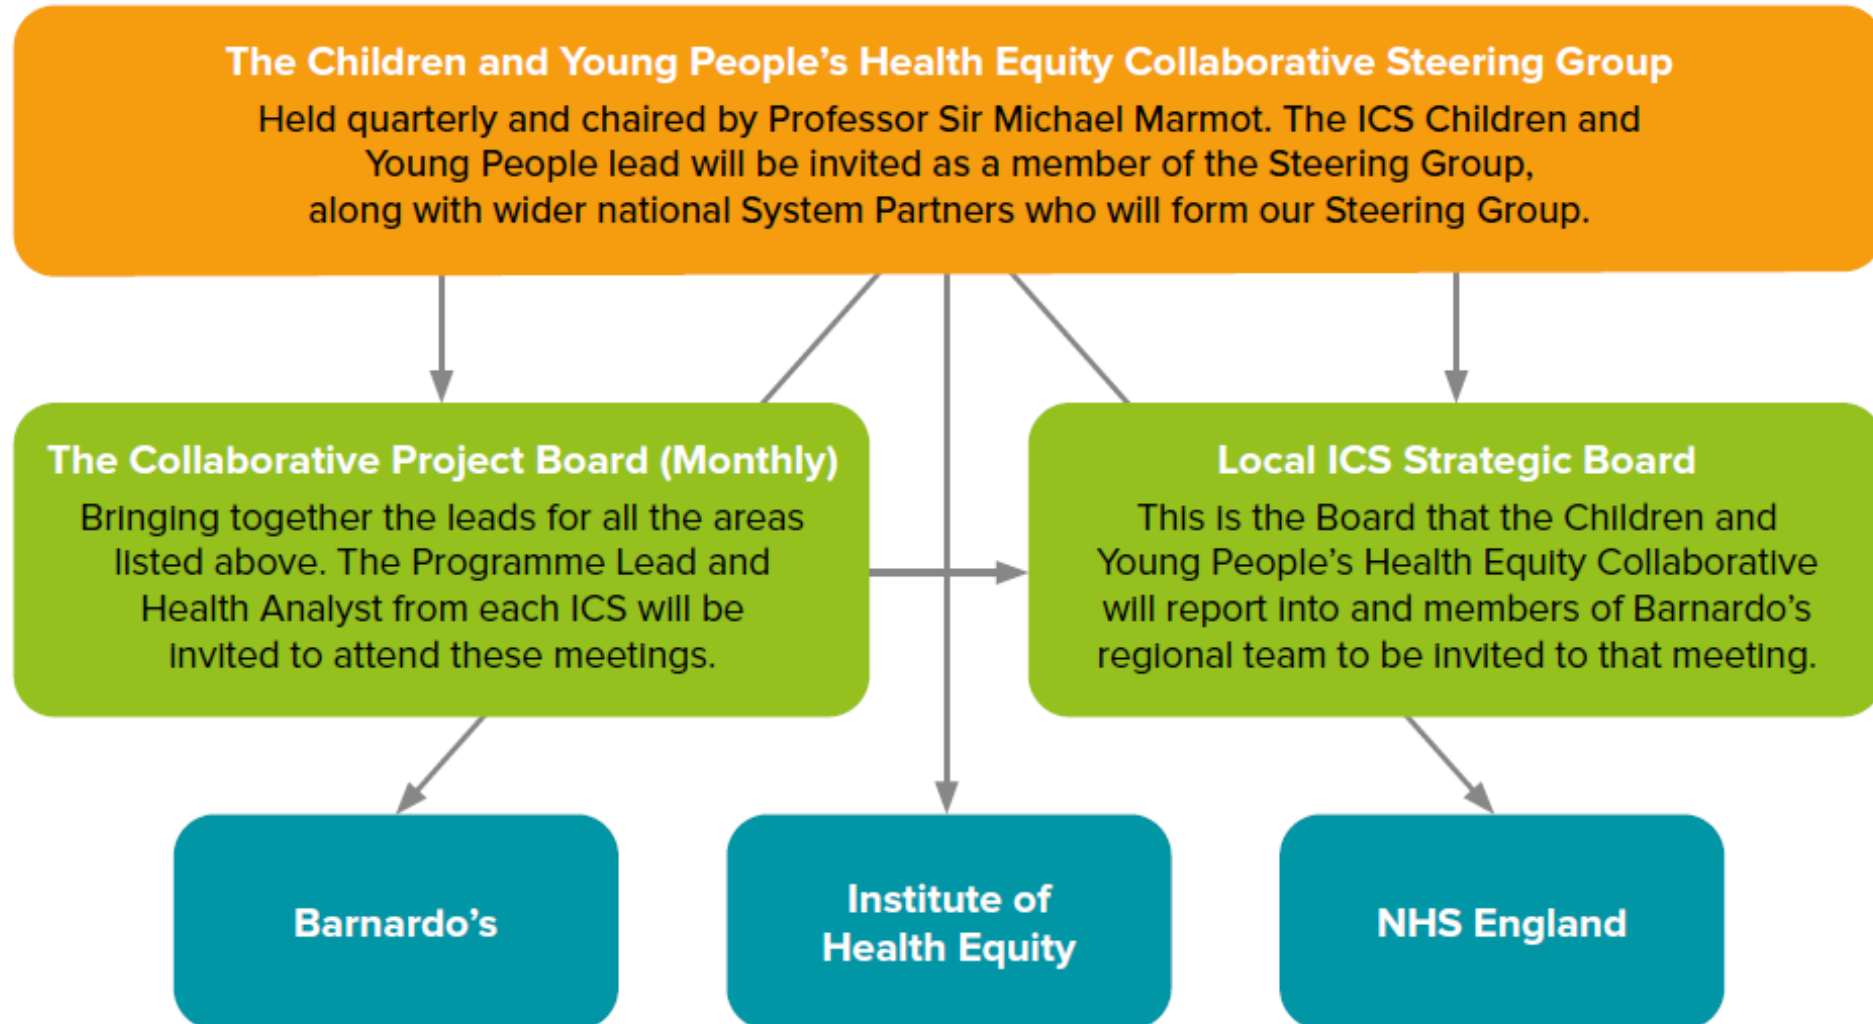 The Children and Young People’s Health Equity Collaborative Steering Group
Held quarterly and chaired by Professor Sir Michael Marmot. The ICS Children and
Young People lead will be invited as a member of the Steering Group,
along with wider national System Partners who will form our Steering Group.
The Collaborative Project Board (Monthly)
Bringing together the leads for all the areas
listed above. The Programme Lead and
Health Analyst from each ICS will be
invited to attend these meetings.
Local ICS Strategic Board
This is the Board that the Children and
Young People’s Health Equity Collaborative
will report into and members of Barnardo’s
regional team to be invited to that meeting.
Barnardo’s
Institute of
Health Equity
NHS England